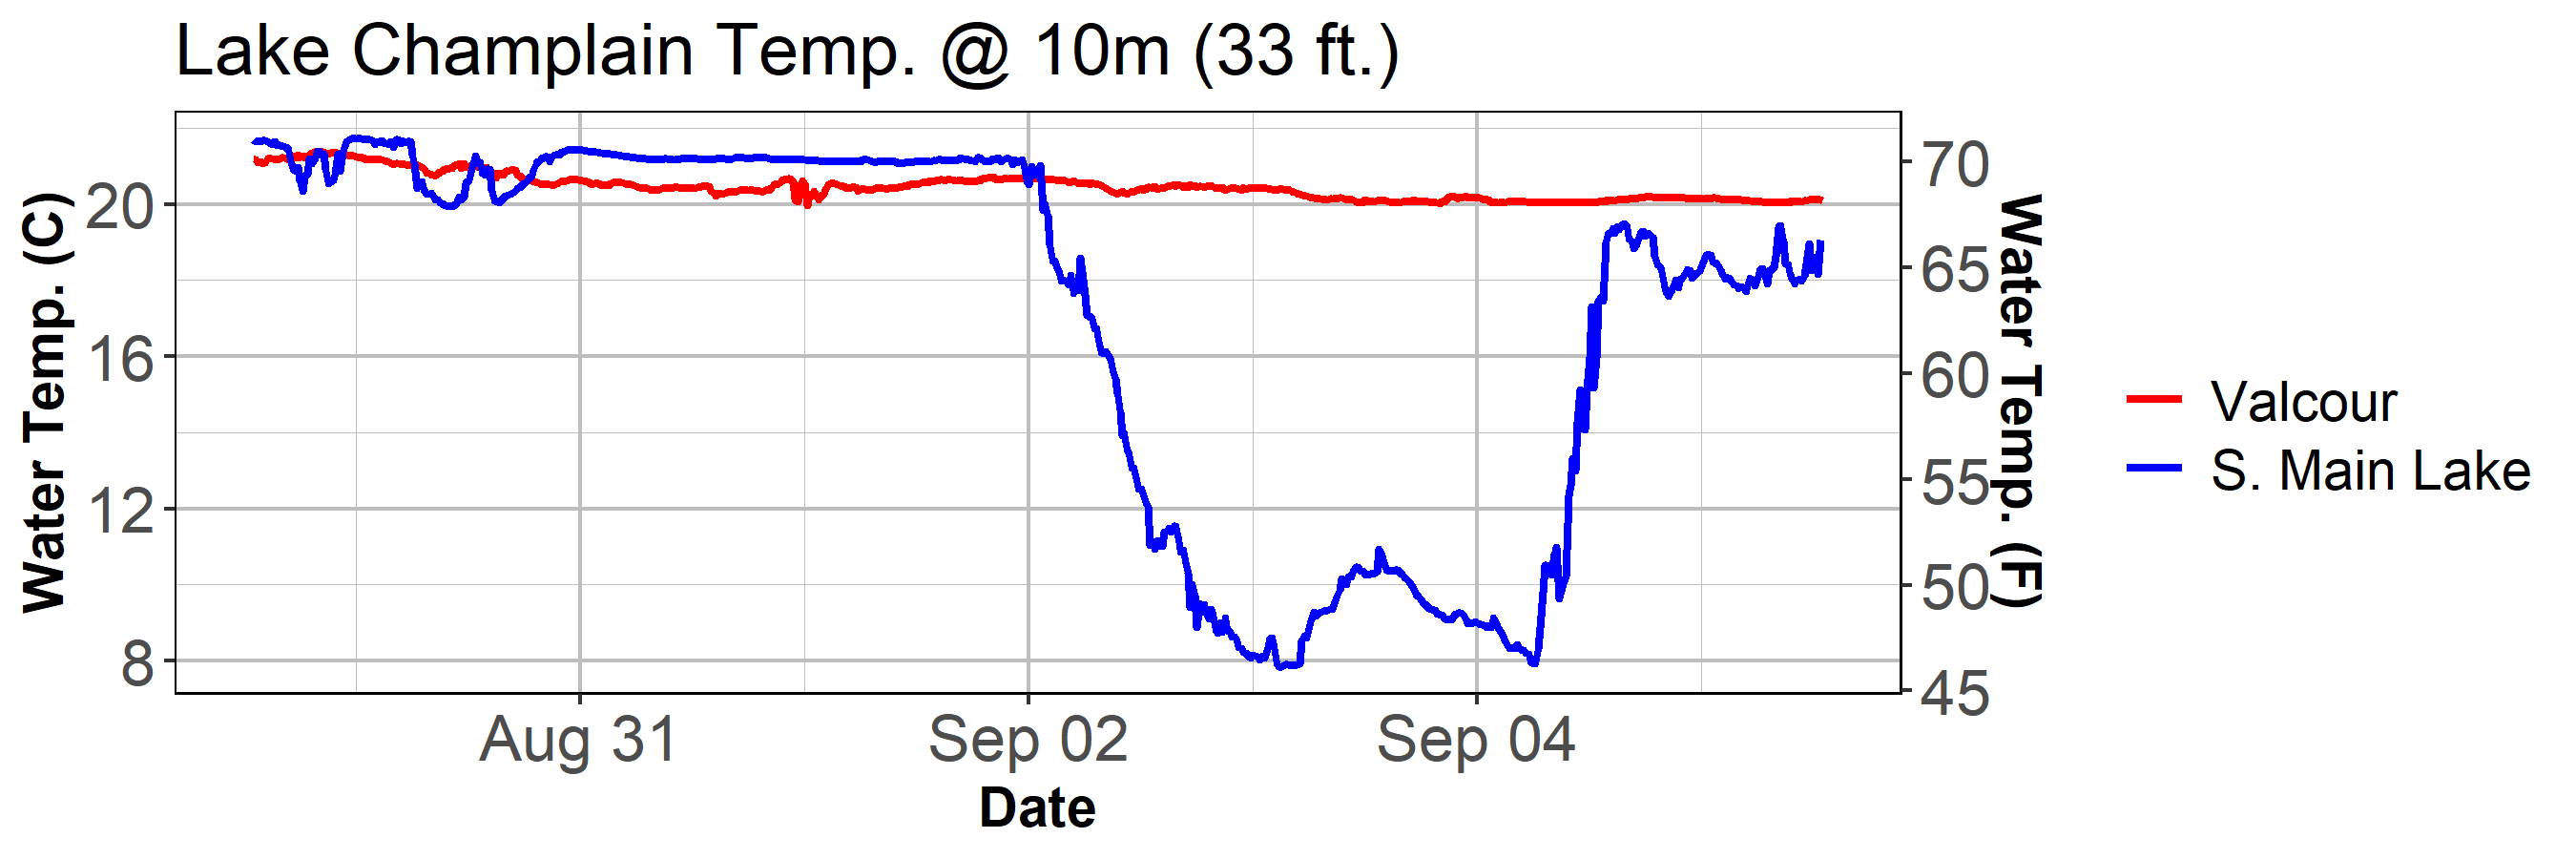 Lake Champlain Temp. @ 10m (33 ft.)
Water Temp. (C)
20
16
12
8
70
65
60
55
50
45
Water Temp. (F)
Aug 31
Sep 02
Sep 04
Date
Valcour
S. Main Lake